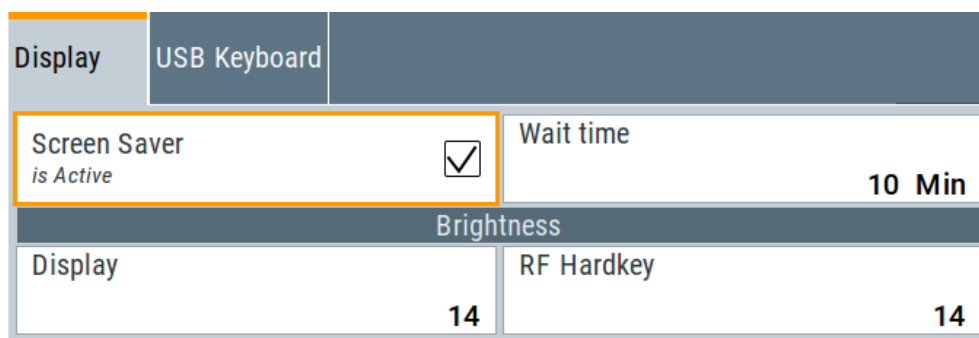 Display
USB Keyboard
Screen Saver
is Active
Wait time
10 Min
Brightness
Display
14
RF Hardkey
14